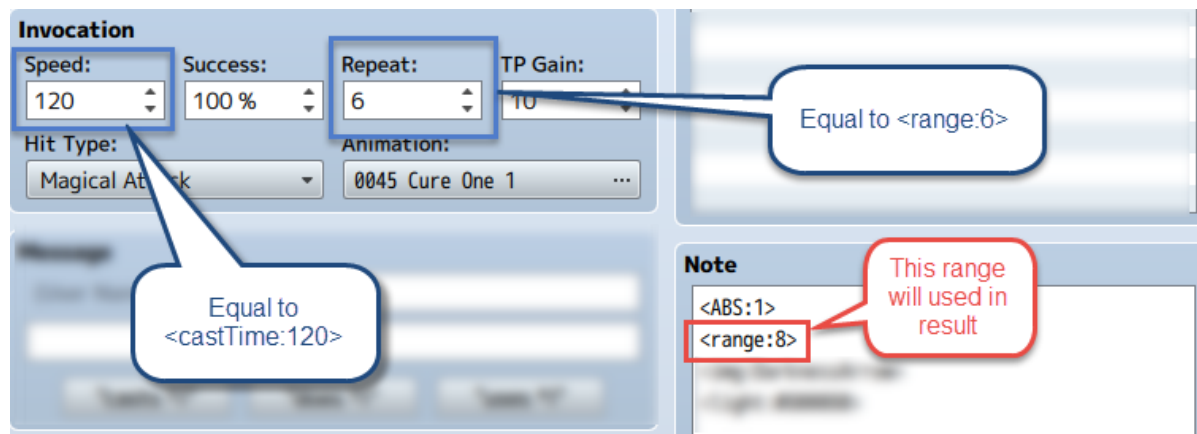 Invocation
Speed: Success: Repeat: TP Gain:
120 100 % 6 10
Equal to <range:6>
Hit Type: Animation:
Magical Attack 0045 Cure One 1 ...
Equal to
<castTime:120>
Note
<ABS:1>
<range:8>
This range
will used in
result